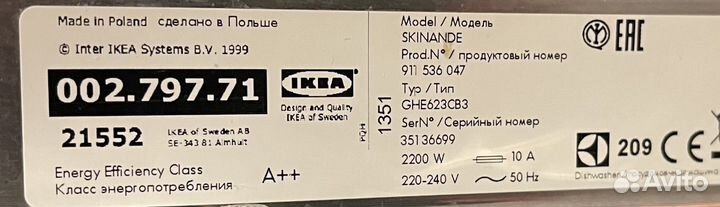 Made in Poland сделано в Польше
© Inter IKEA Systems B.V. 1999
002.797.71
21552
IKEA of Sweden AB
SE-343 81 Älmhult
Energy Efficiency Class
Класс энергопотребления
A++
IKEA
Design and Quality
IKEA of Sweden
PQH
1351
Model / Модель
SKINANDE
Prod.N° / продуктовый номер
911 536 047
Typ / Тип
GHE623CB3
SerN° / Серийный номер
35136699
2200 W 10 A
220-240 V 50 Hz
EAC
209 CE
Dishwasher
Avito